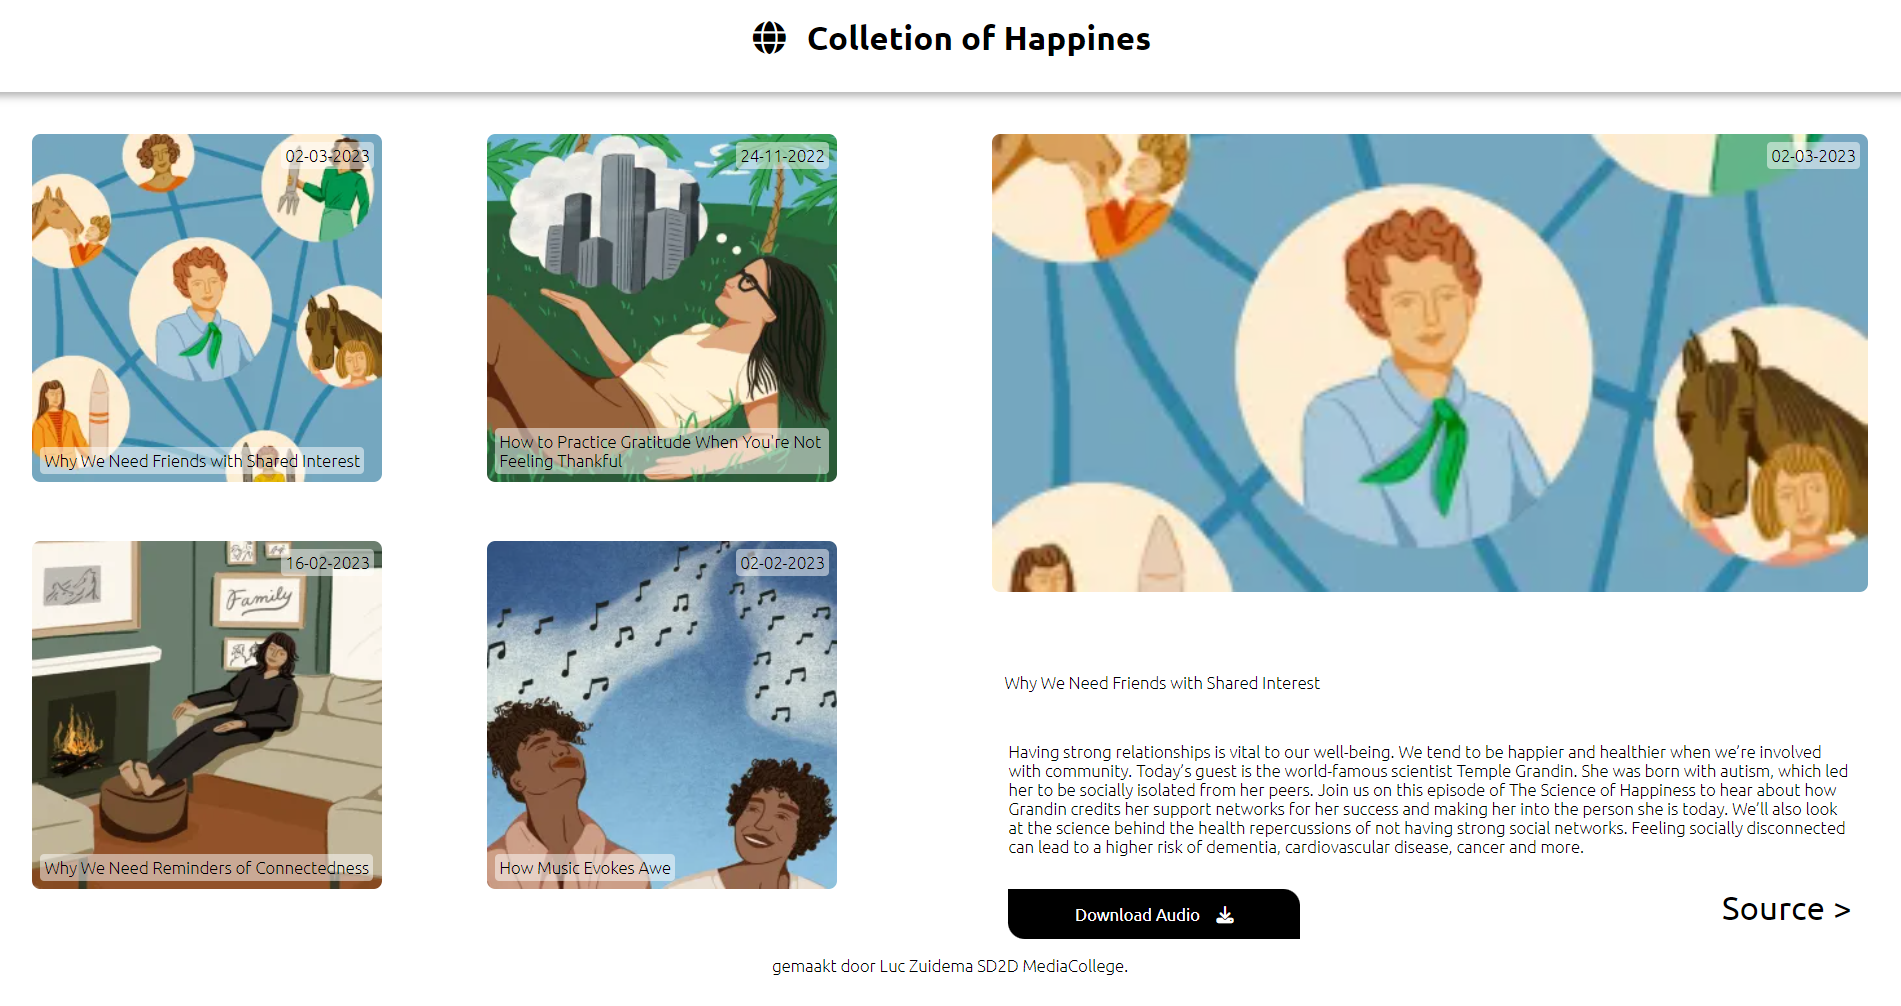 Colletion of Happines
02-03-2023
Why We Need Friends with Shared Interest
24-11-2022
How to Practice Gratitude When You're Not
Feeling Thankful
16-02-2023
Family
Why We Need Reminders of Connectedness
02-02-2023
How Music Evokes Awe
02-03-2023
Why We Need Friends with Shared Interest
Having strong relationships is vital to our well-being. We tend to be happier and healthier when we’re involved
with community. Today’s guest is the world-famous scientist Temple Grandin. She was born with autism, which led
her to be socially isolated from her peers. Join us on this episode of The Science of Happiness to hear about how
Grandin credits her support networks for her success and making her into the person she is today. We’ll also look
at the science behind the health repercussions of not having strong social networks. Feeling socially disconnected
can lead to a higher risk of dementia, cardiovascular disease, cancer and more.
Download Audio
Source >
gemaakt door Luc Zuidema SD2D MediaCollege.